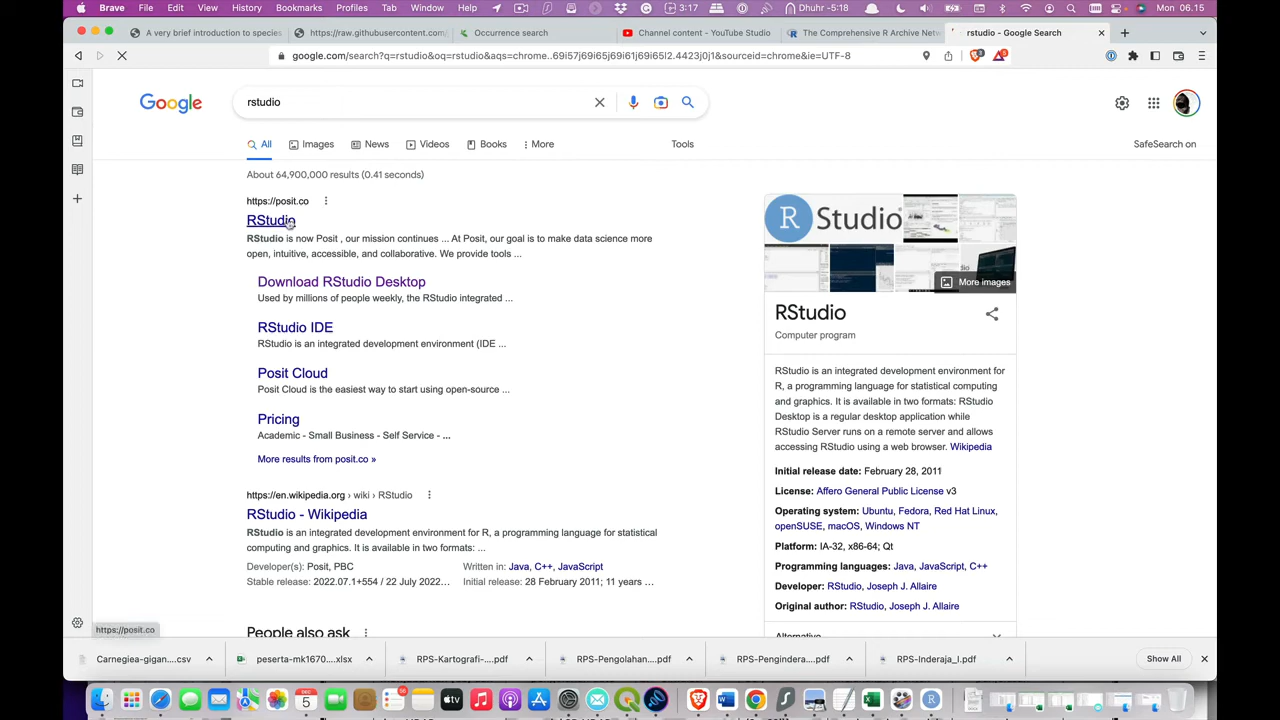 Brave File Edit View History Bookmarks Profiles Tab Window Help 3:17 Dhuhr -5:18 Mon 06.15
A very brief introduction to species
https://raw.githubusercontent.com/
Occurrence search
Channel content - YouTube Studio
The Comprehensive R Archive Netw
rstudio - Google Search
google.com/search?q=rstudio&oq=rstudio&aqs=chrome..69i57j69i65j69i61j69i65l2.4423j0j1&sourceid=chrome&ie=UTF-8
Google
rstudio
All Images News Videos Books More Tools SafeSearch on
About 64,900,000 results (0.41 seconds)
https://posit.co
RStudio
RStudio is now Posit , our mission continues ... At Posit, our goal is to make data science more
open, intuitive, accessible, and collaborative. We provide tools ...
Download RStudio Desktop
Used by millions of people weekly, the RStudio integrated ...
RStudio IDE
RStudio is an integrated development environment (IDE ...
Posit Cloud
Posit Cloud is the easiest way to start using open-source ...
Pricing
Academic - Small Business - Self Service - ...
More results from posit.co »
https://en.wikipedia.org › wiki › RStudio
RStudio - Wikipedia
RStudio is an integrated development environment for R, a programming language for statistical
computing and graphics. It is available in two formats: ...
Developer(s): Posit, PBC Written in: Java, C++, JavaScript
Stable release: 2022.07.1+554 / 22 July 2022... Initial release: 28 February 2011; 11 years ...
People also ask
R Studio
More images
RStudio
Computer program
RStudio is an integrated development environment for
R, a programming language for statistical computing
and graphics. It is available in two formats: RStudio
Desktop is a regular desktop application while
RStudio Server runs on a remote server and allows
accessing RStudio using a web browser. Wikipedia
Initial release date: February 28, 2011
License: Affero General Public License v3
Operating system: Ubuntu, Fedora, Red Hat Linux,
openSUSE, macOS, Windows NT
Platform: IA-32, x86-64; Qt
Programming languages: Java, JavaScript, C++
Developer: RStudio, Joseph J. Allaire
Original author: RStudio, Joseph J. Allaire
Alternative
https://posit.co
Carnegiea-gigan....csv
peserta-mk1670....xlsx
RPS-Kartografi-....pdf
RPS-Pengolahan....pdf
RPS-Pengindera....pdf
RPS-Inderaja_I.pdf
Show All